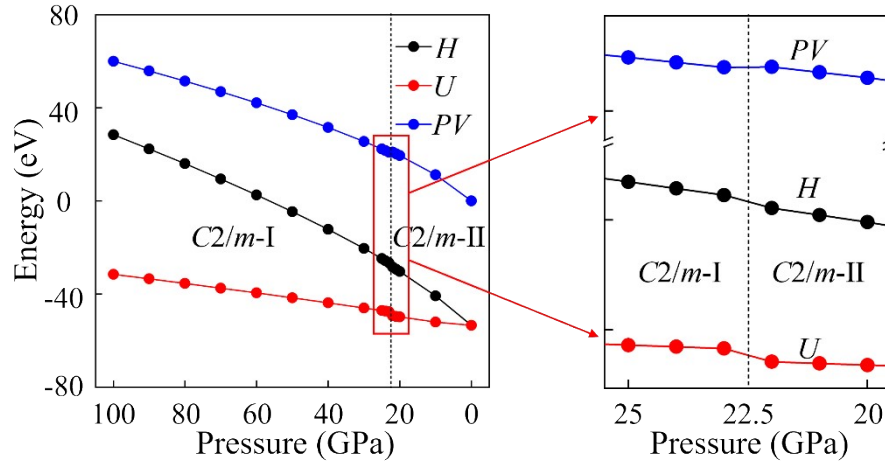 80
40
0
-40
-80
Energy (eV)
H
U
PV
C2/m-I
C2/m-II
100 80 60 40 20 0
Pressure (GPa)
PV
H
C2/m-I C2/m-II
U
25 22.5 20
Pressure (GPa)